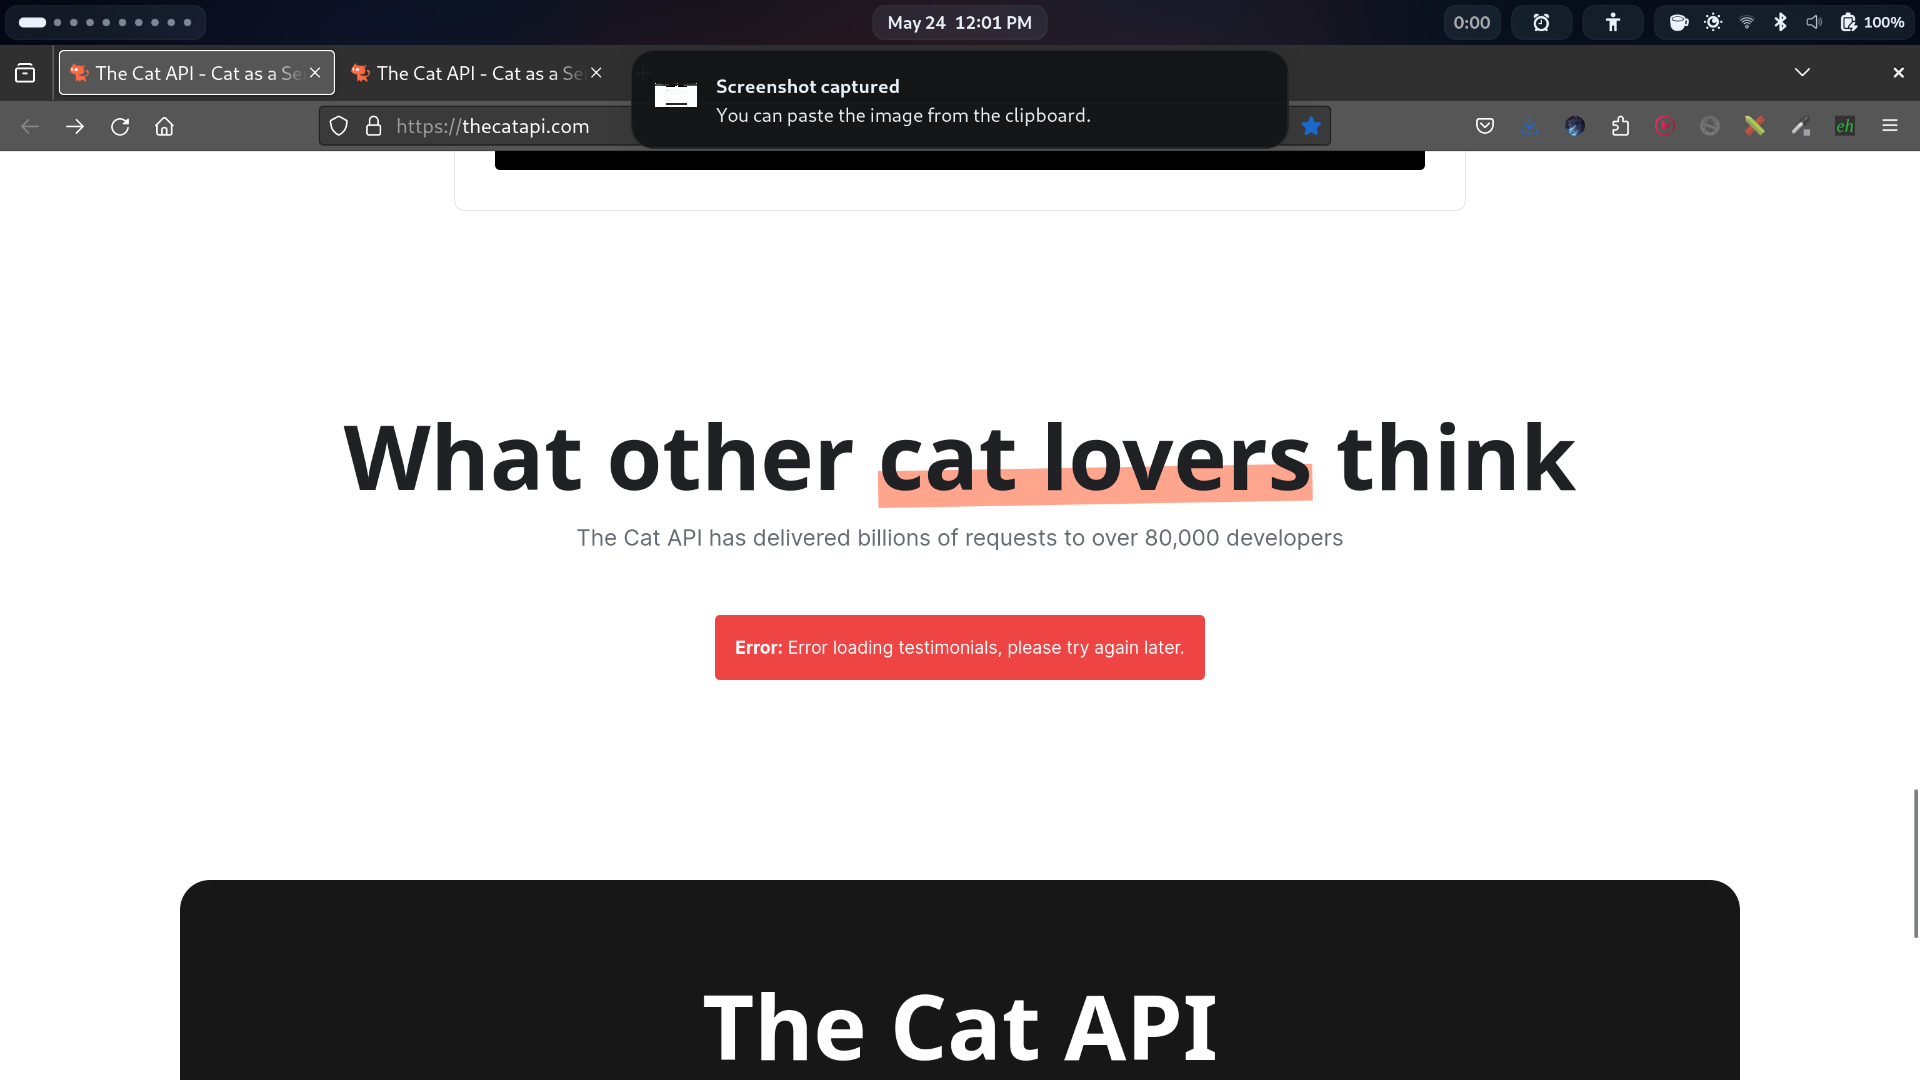 May 24 12:01 PM
0:00
100%
The Cat API - Cat as a Se
The Cat API - Cat as a Se
Screenshot captured
You can paste the image from the clipboard.
https://thecatapi.com
eh
What other cat lovers think
The Cat API has delivered billions of requests to over 80,000 developers
Error: Error loading testimonials, please try again later.
The Cat API